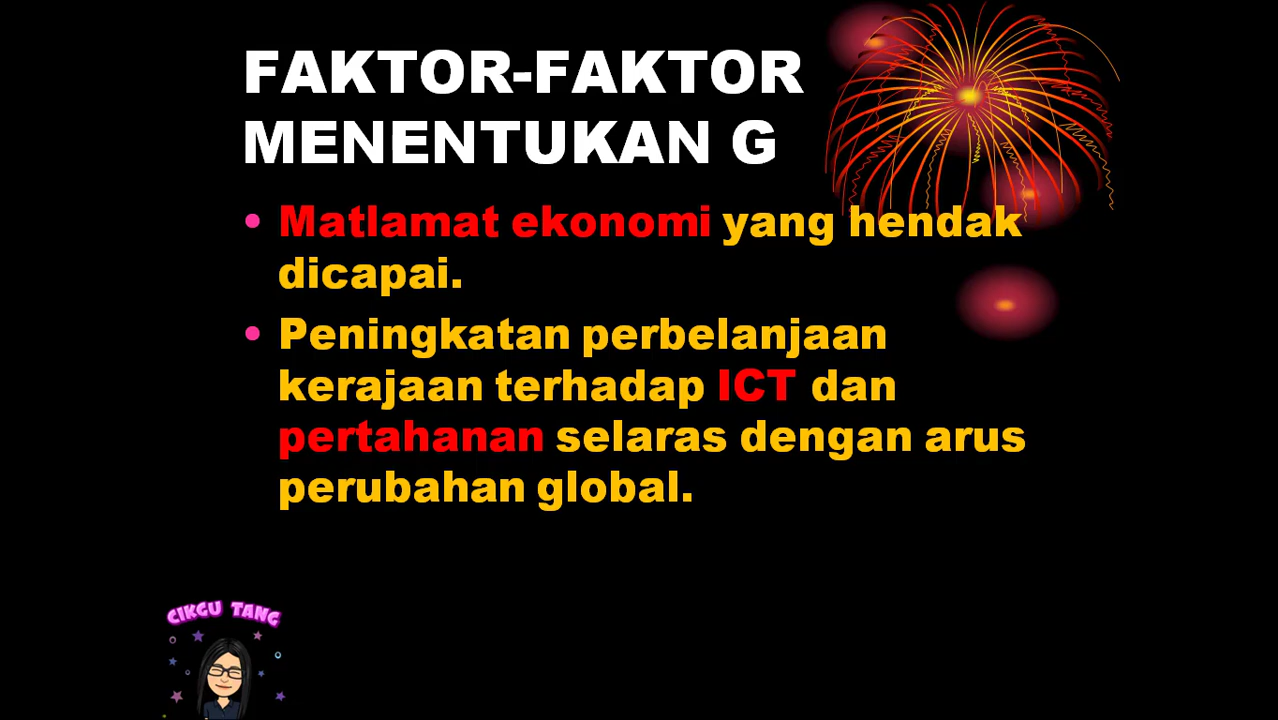 FAKTOR-FAKTOR
MENENTUKAN G
• Matlamat ekonomi yang hendak
dicapai.
• Peningkatan perbelanjaan
kerajaan terhadap ICT dan
pertahanan selaras dengan arus
perubahan global.
CIKGU TANG